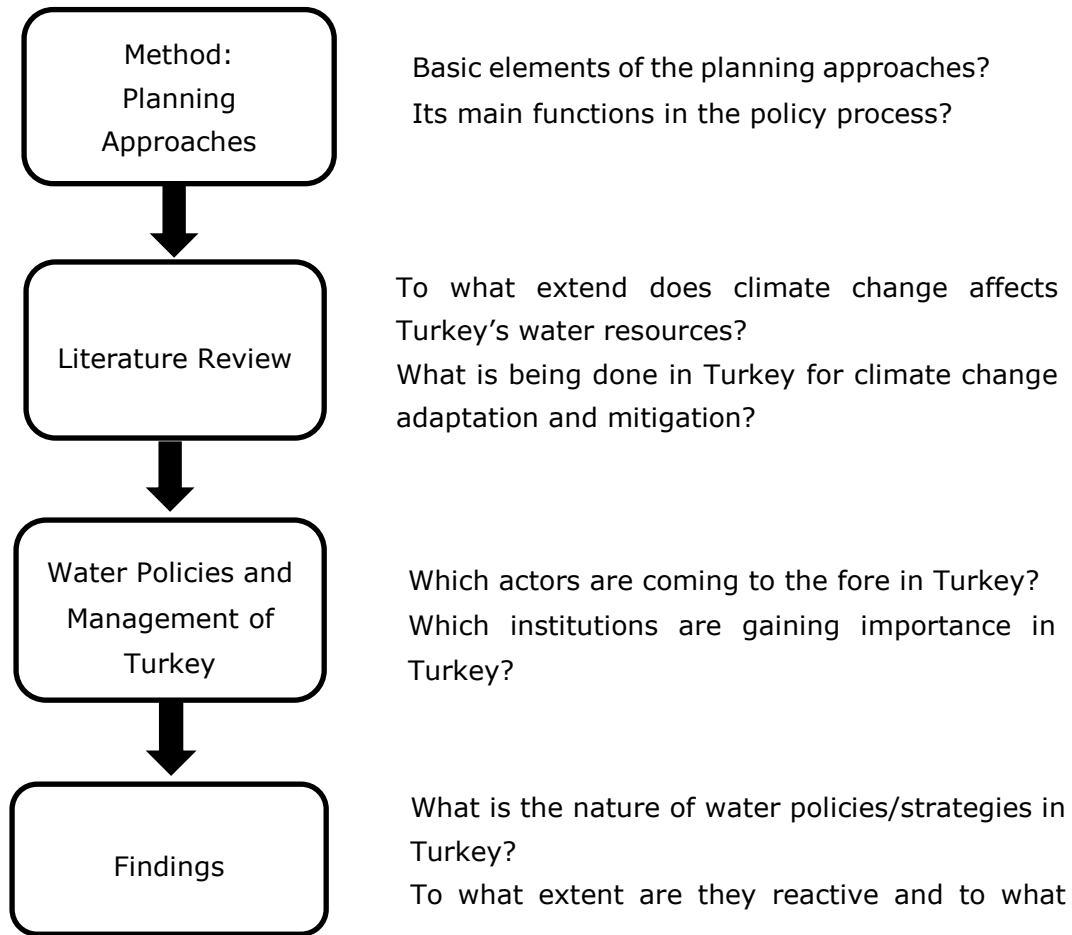 Method:
Planning
Approaches
Basic elements of the planning approaches?
Its main functions in the policy process?
Literature Review
To what extend does climate change affects
Turkey’s water resources?
What is being done in Turkey for climate change
adaptation and mitigation?
Water Policies and
Management of
Turkey
Which actors are coming to the fore in Turkey?
Which institutions are gaining importance in
Turkey?
Findings
What is the nature of water policies/strategies in
Turkey?
To what extent are they reactive and to what